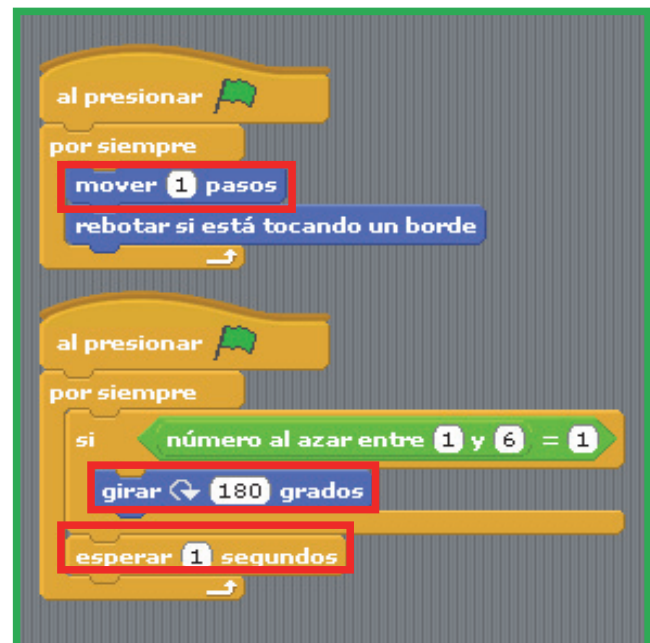 al presionar
por siempre
mover 1 pasos
rebotar si está tocando un borde
al presionar
por siempre
si número al azar entre 1 y 6 = 1
girar 180 grados
esperar 1 segundos